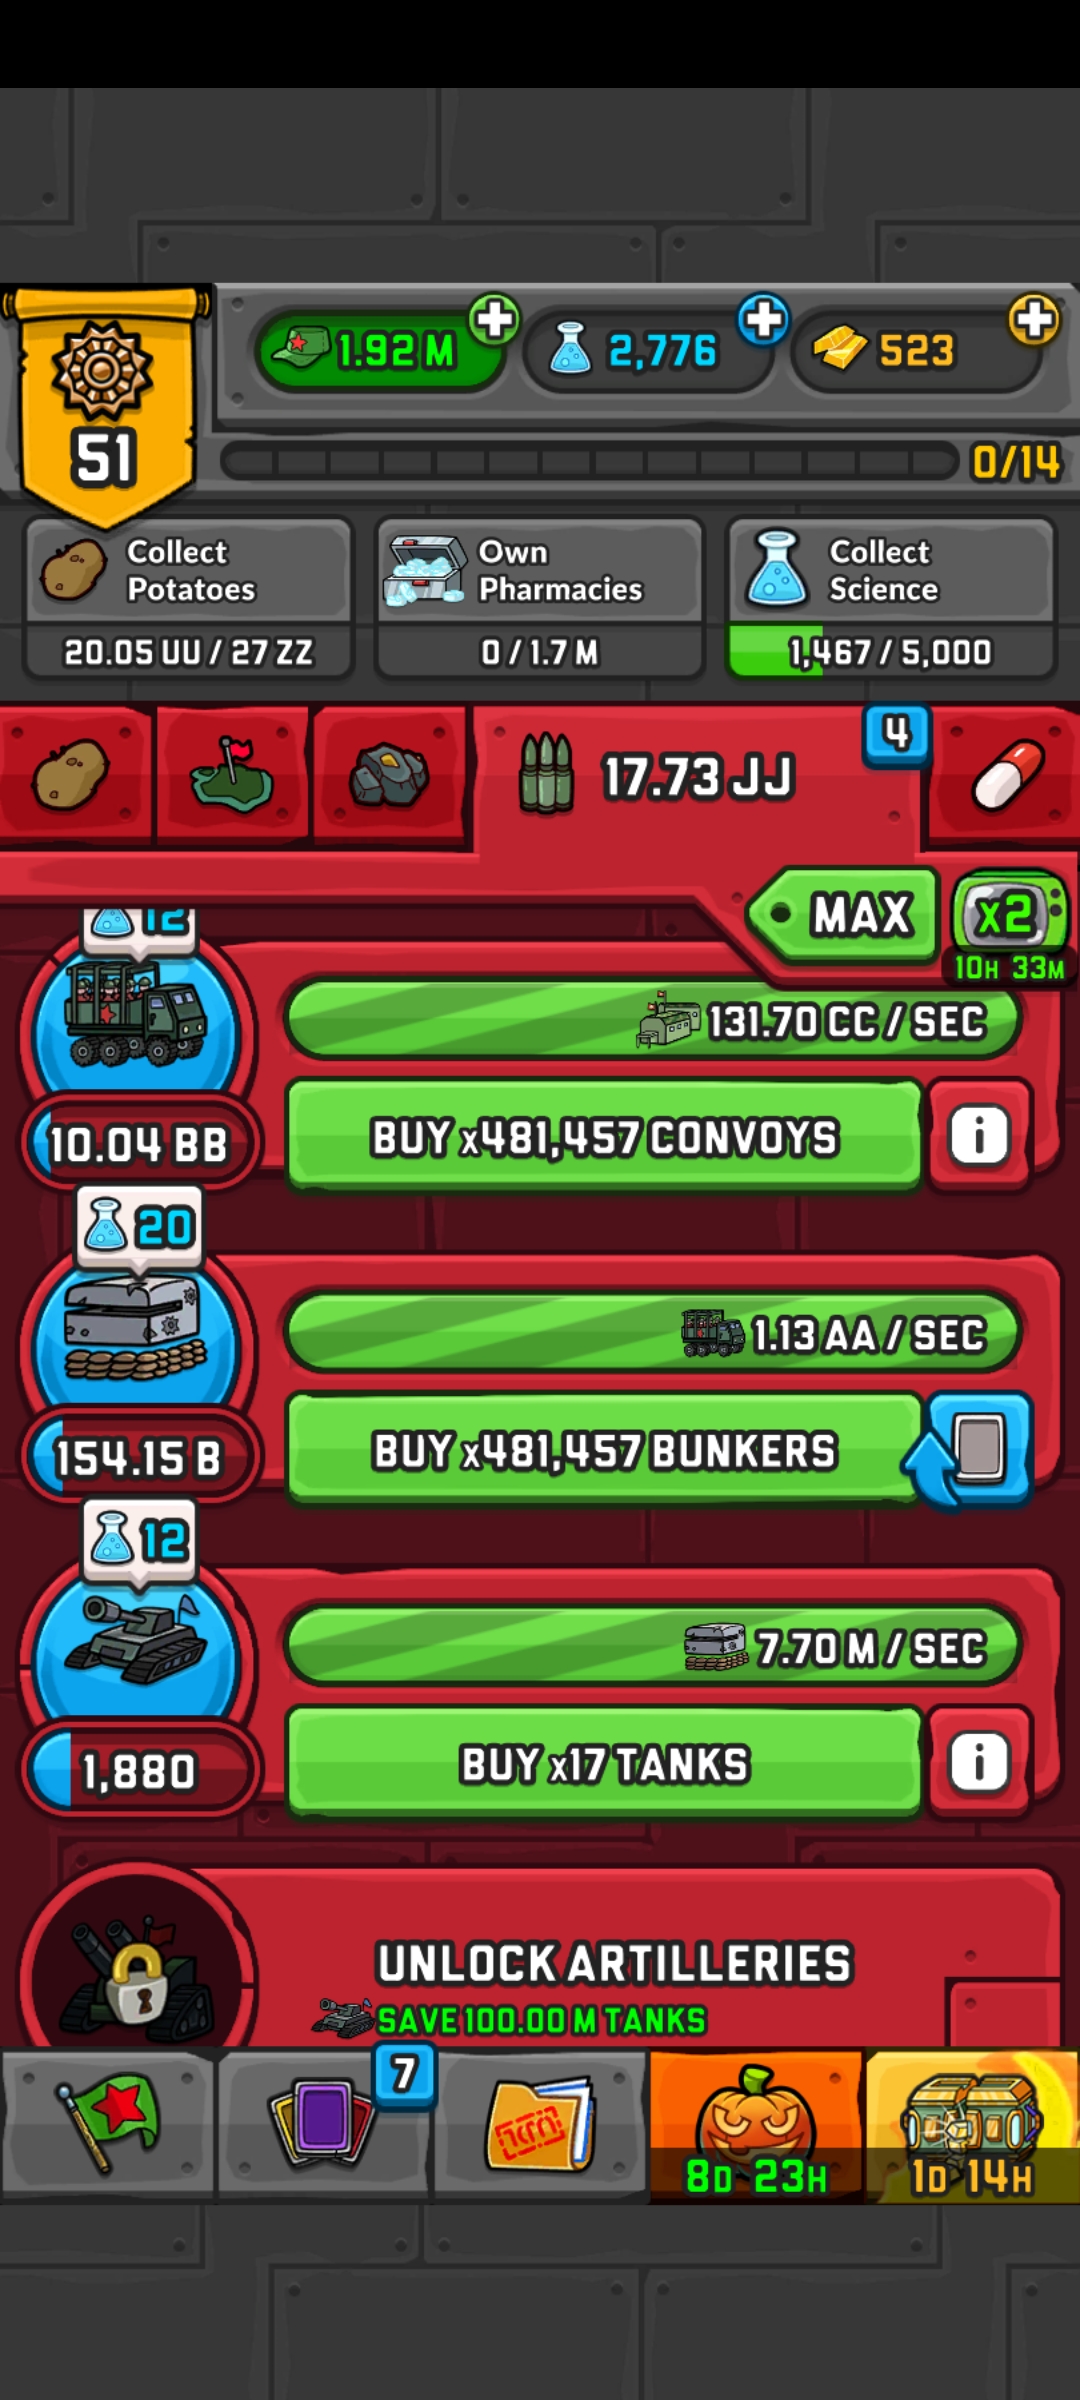 1.92 M
2,776
523
51
0/14
Collect
Potatoes
20.05 UU / 27 ZZ
Own
Pharmacies
0 / 1.7 M
Collect
Science
1,467 / 5,000
17.73 JJ
4
MAX
x2
10H 33M
12
131.70 CC / SEC
10.04 BB
BUY x481,457 CONVOYS
i
20
1.13 AA / SEC
154.15 B
BUY x481,457 BUNKERS
12
7.70 M / SEC
1,880
BUY x17 TANKS
i
UNLOCK ARTILLERIES
SAVE 100.00 M TANKS
7
8D 23H
1D 14H